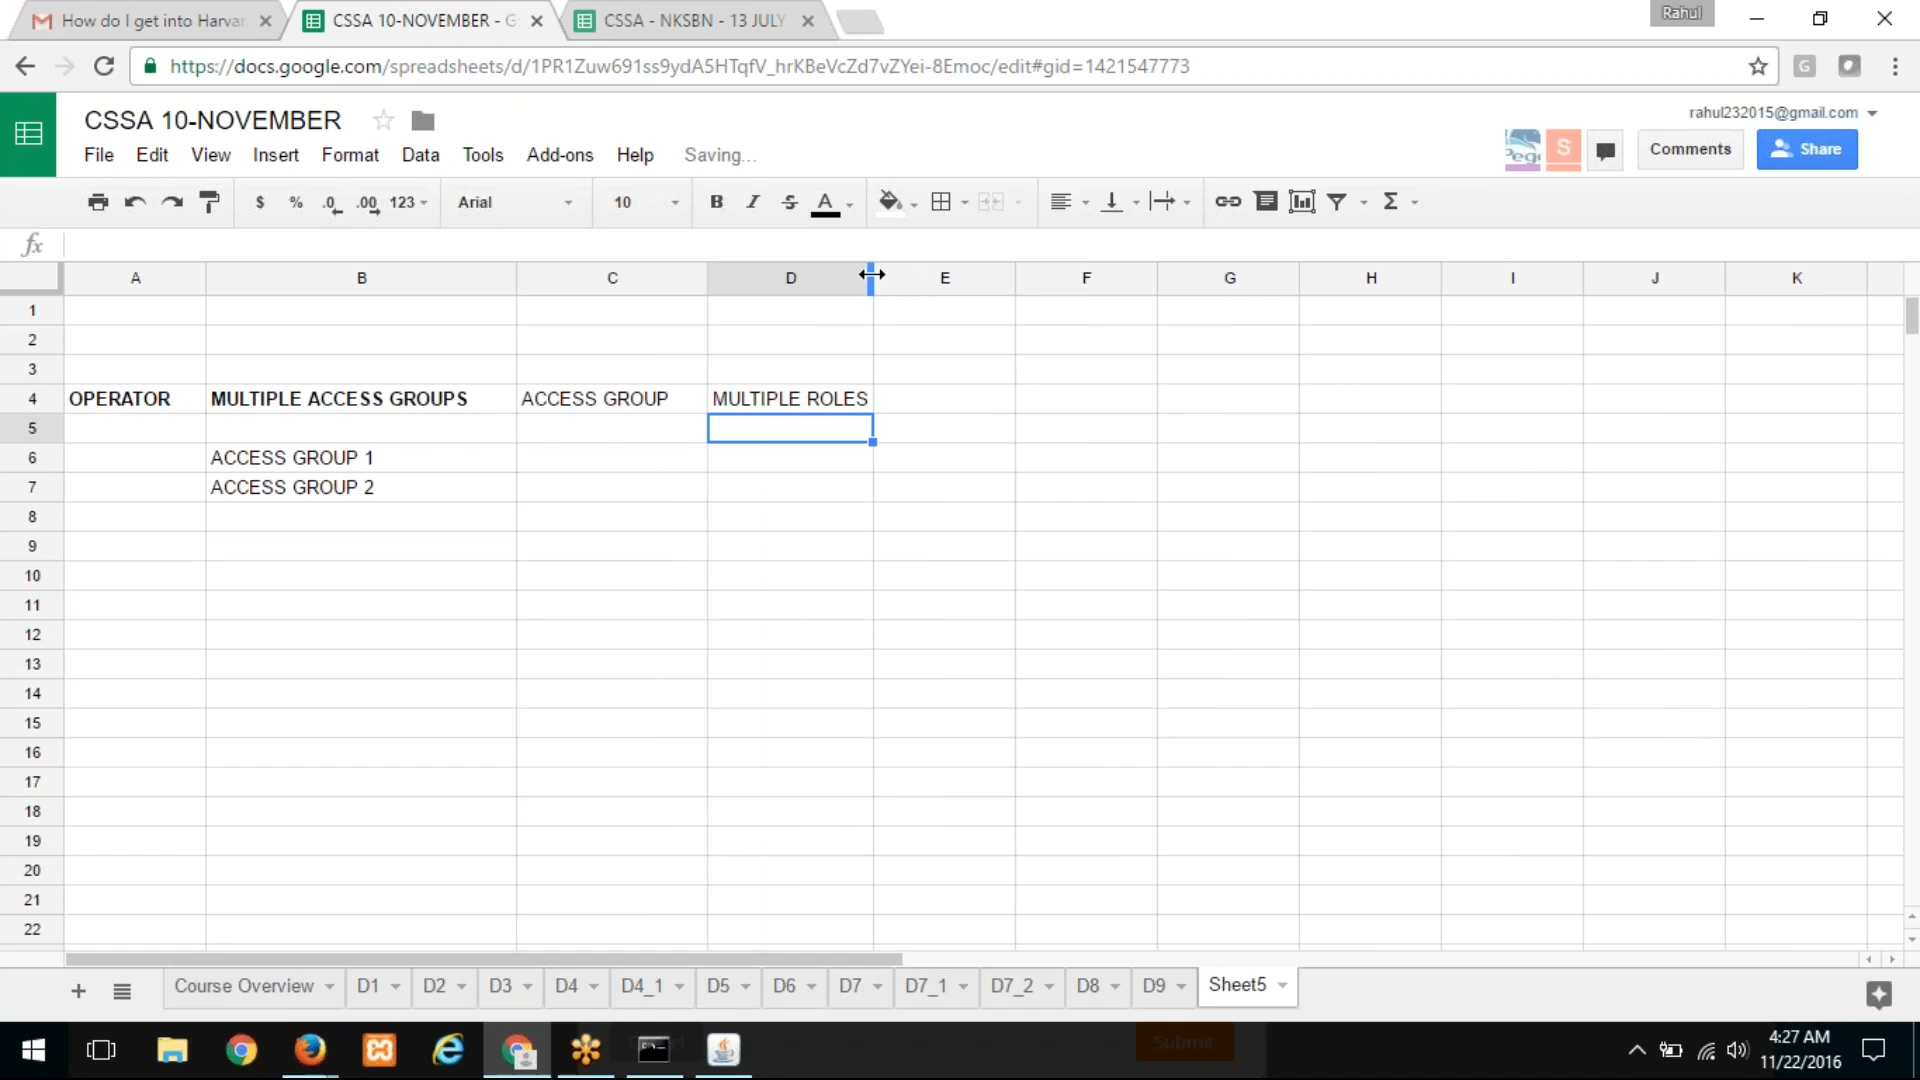 How do I get into Harvar
CSSA 10-NOVEMBER - G
CSSA - NKSBN - 13 JULY
Rahul
https://docs.google.com/spreadsheets/d/1PR1Zuw691ss9ydA5HTqfV_hrKBeVcZd7vZYei-8Emoc/edit#gid=1421547773
CSSA 10-NOVEMBER
rahul232015@gmail.com
File Edit View Insert Format Data Tools Add-ons Help Saving...
S
Comments
Share
$ % .0 .00 123 Arial 10 B I S A Σ
fx
A B C D E F G H I J K
1
2
3
4 OPERATOR MULTIPLE ACCESS GROUPS ACCESS GROUP MULTIPLE ROLES
5
6 ACCESS GROUP 1
7 ACCESS GROUP 2
8
9
10
11
12
13
14
15
16
17
18
19
20
21
22
Course Overview D1 D2 D3 D4 D4_1 D5 D6 D7 D7_1 D7_2 D8 D9 Sheet5
Submit
4:27 AM
11/22/2016